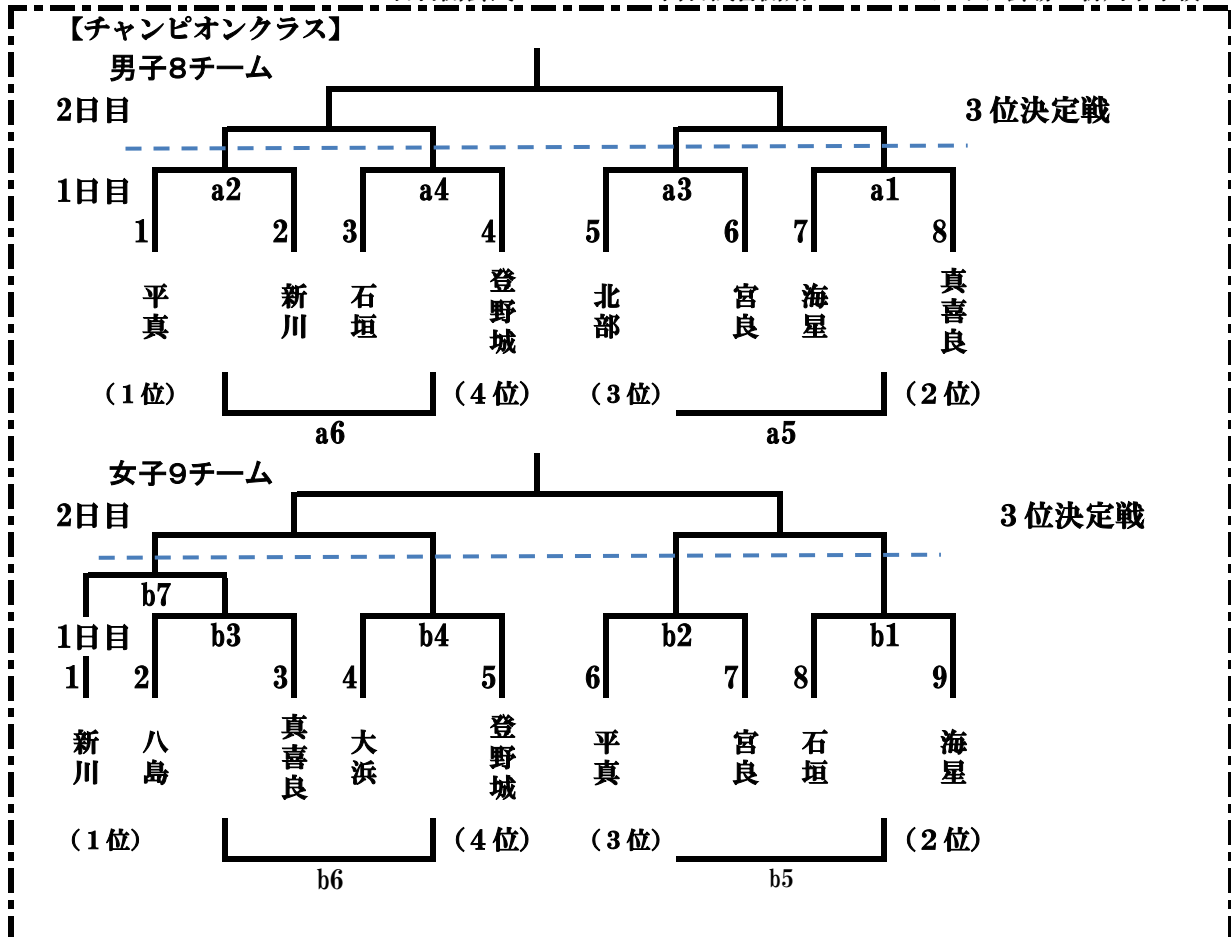 【チャンピオンクラス】
男子8チーム
2日目
3位決定戦
1日目
a2 a4 a3 a1
1 2 3 4 5 6 7 8
平真 新川 石垣 登野城 北部 宮良 海星 真喜良
（1位） （4位） （3位） （2位）
a6 a5
女子9チーム
2日目
3位決定戦
b7
1日目
b3 b4 b2 b1
1 2 3 4 5 6 7 8 9
新川 八島 真喜良 大浜 登野城 平真 宮良 石垣 海星
（1位） （4位） （3位） （2位）
b6 b5